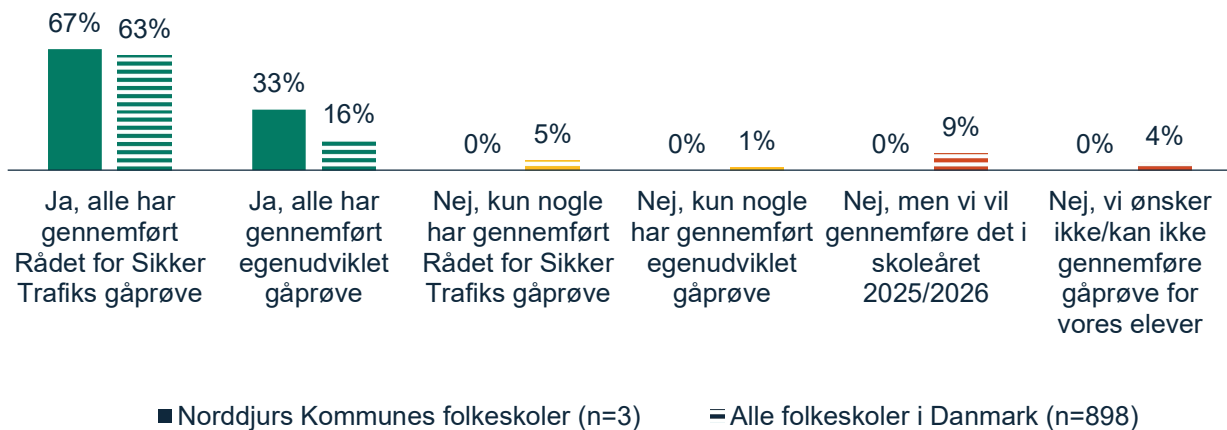 67% 63%
33%
16%
0% 5%
0% 1%
0% 9%
0% 4%
Ja, alle har
gennemført
Rådet for Sikker
Trafiks gåprøve
Ja, alle har
gennemført
egenudviklet
gåprøve
Nej, kun nogle
har gennemført
Rådet for Sikker
Trafiks gåprøve
Nej, kun nogle
har gennemført
egenudviklet
gåprøve
Nej, men vi vil
gennemføre det i
skoleåret
2025/2026
Nej, vi ønsker
ikke/kan ikke
gennemføre
gåprøve for
vores elever
Norddjurs Kommunes folkeskoler (n=3)
Alle folkeskoler i Danmark (n=898)